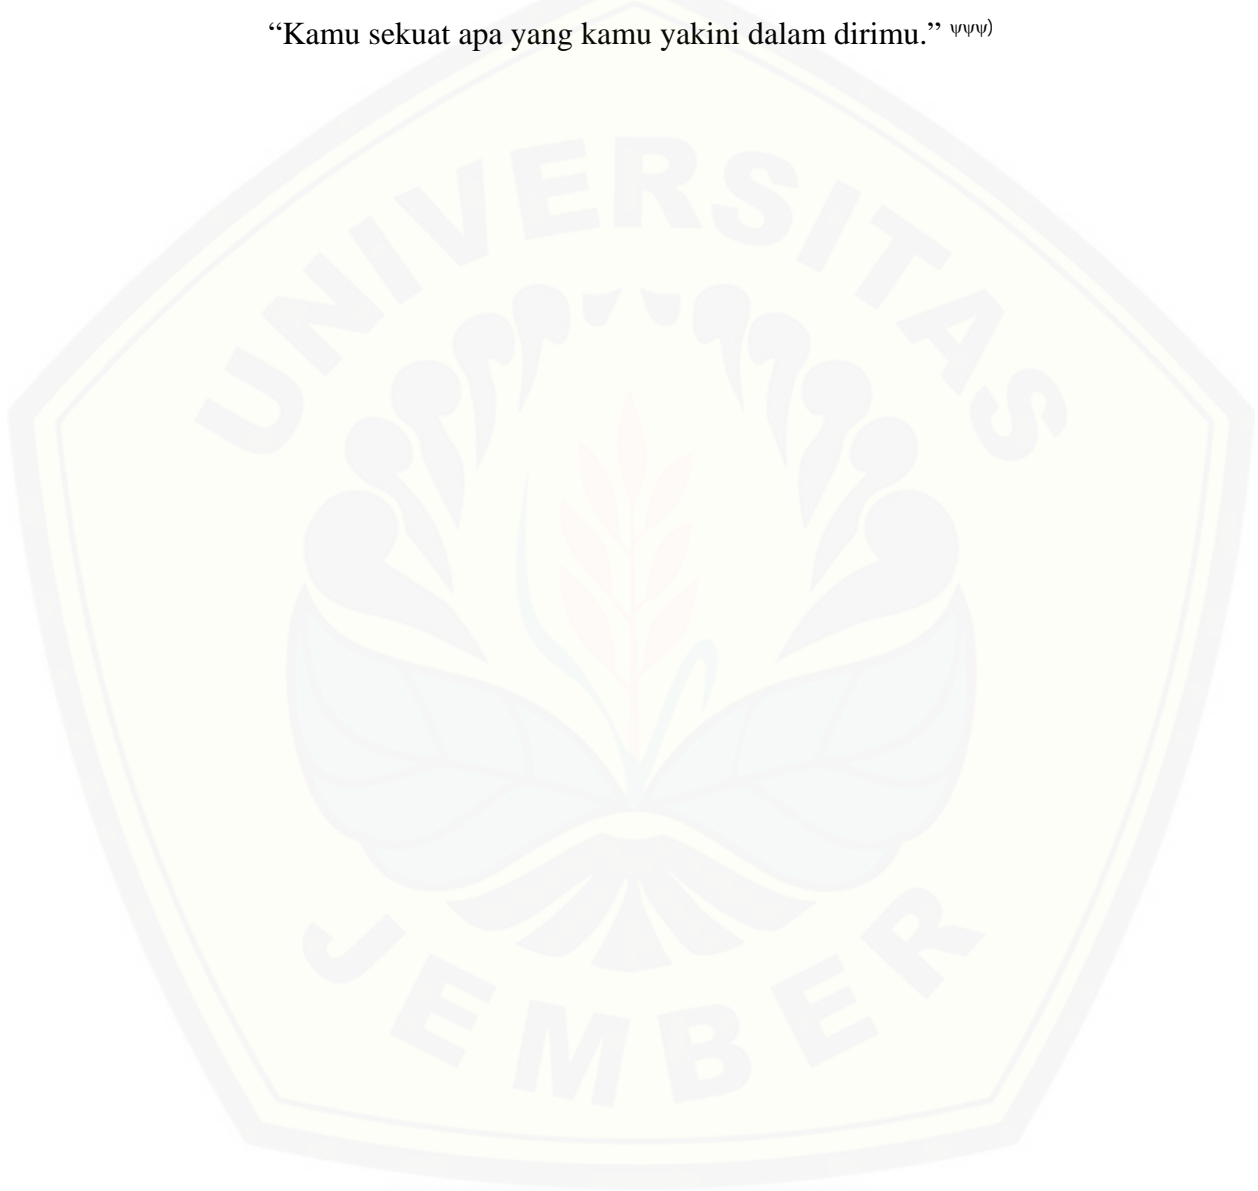 “Kamu sekuat apa yang kamu yakini dalam dirimu.” ψψψ)
UNIVERSITAS
JEMBER